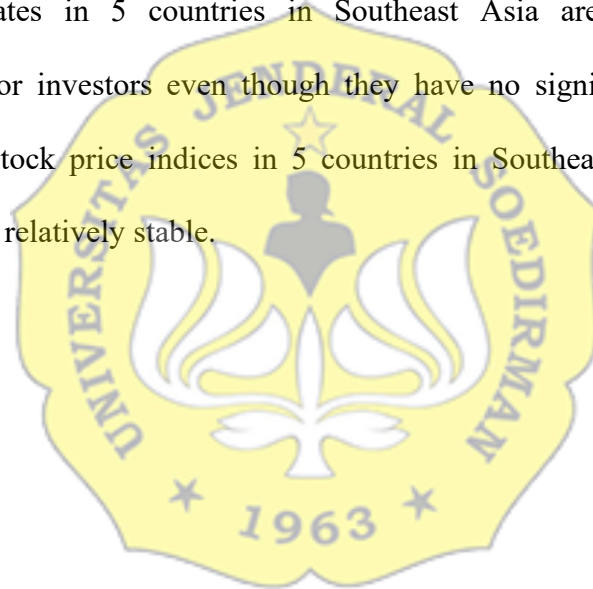 ates in 5 countries in Southeast Asia are
or investors even though they have no signi
tock price indices in 5 countries in Southea
relatively stable.
UNIVERSITAS JENDERAL SOEDIRMAN
1963